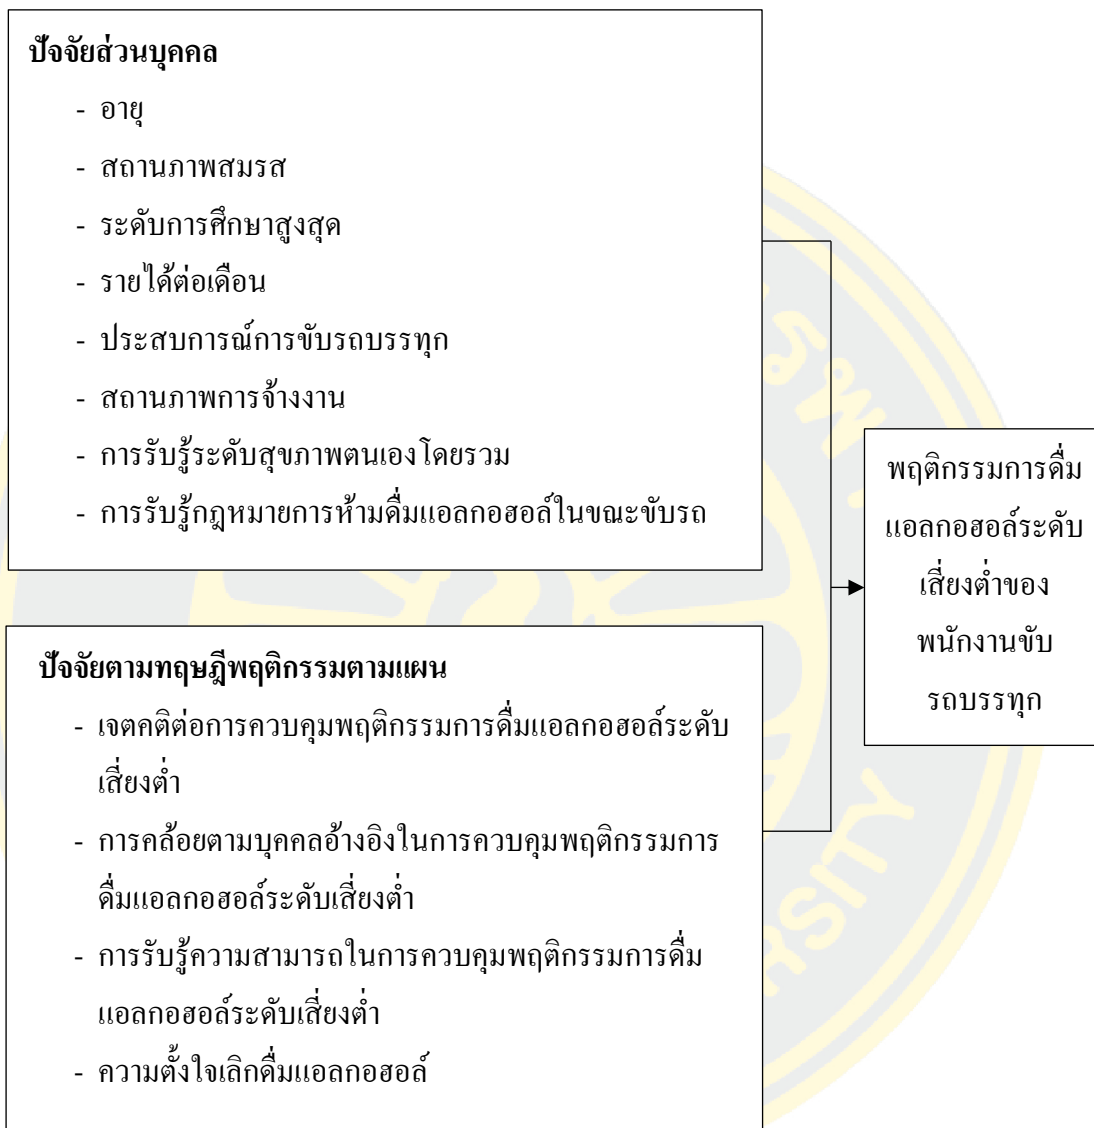 ปัจจัยส่วนบุคคล
- อายุ
- สถานภาพสมรส
- ระดับการศึกษาสูงสุด
- รายได้ต่อเดือน
- ประสบการณ์การขับรถบรรทุก
- สถานภาพการจ้างงาน
- การรับรู้ระดับสุขภาพตนเองโดยรวม
- การรับรู้กฎหมายการห้ามดื่มแอลกอฮอล์ในขณะขับรถ
ปัจจัยตามทฤษฎีพฤติกรรมตามแผน
- เจตคติต่อการควบคุมพฤติกรรมการดื่มแอลกอฮอล์ระดับ
เสี่ยงต่ำ
- การคล้อยตามบุคคลอ้างอิงในการควบคุมพฤติกรรมการ
ดื่มแอลกอฮอล์ระดับเสี่ยงต่ำ
- การรับรู้ความสามารถในการควบคุมพฤติกรรมการดื่ม
แอลกอฮอล์ระดับเสี่ยงต่ำ
- ความตั้งใจเลิกดื่มแอลกอฮอล์
พฤติกรรมการดื่ม
แอลกอฮอล์ระดับ
เสี่ยงต่ำของ
พนักงานขับ
รถบรรทุก